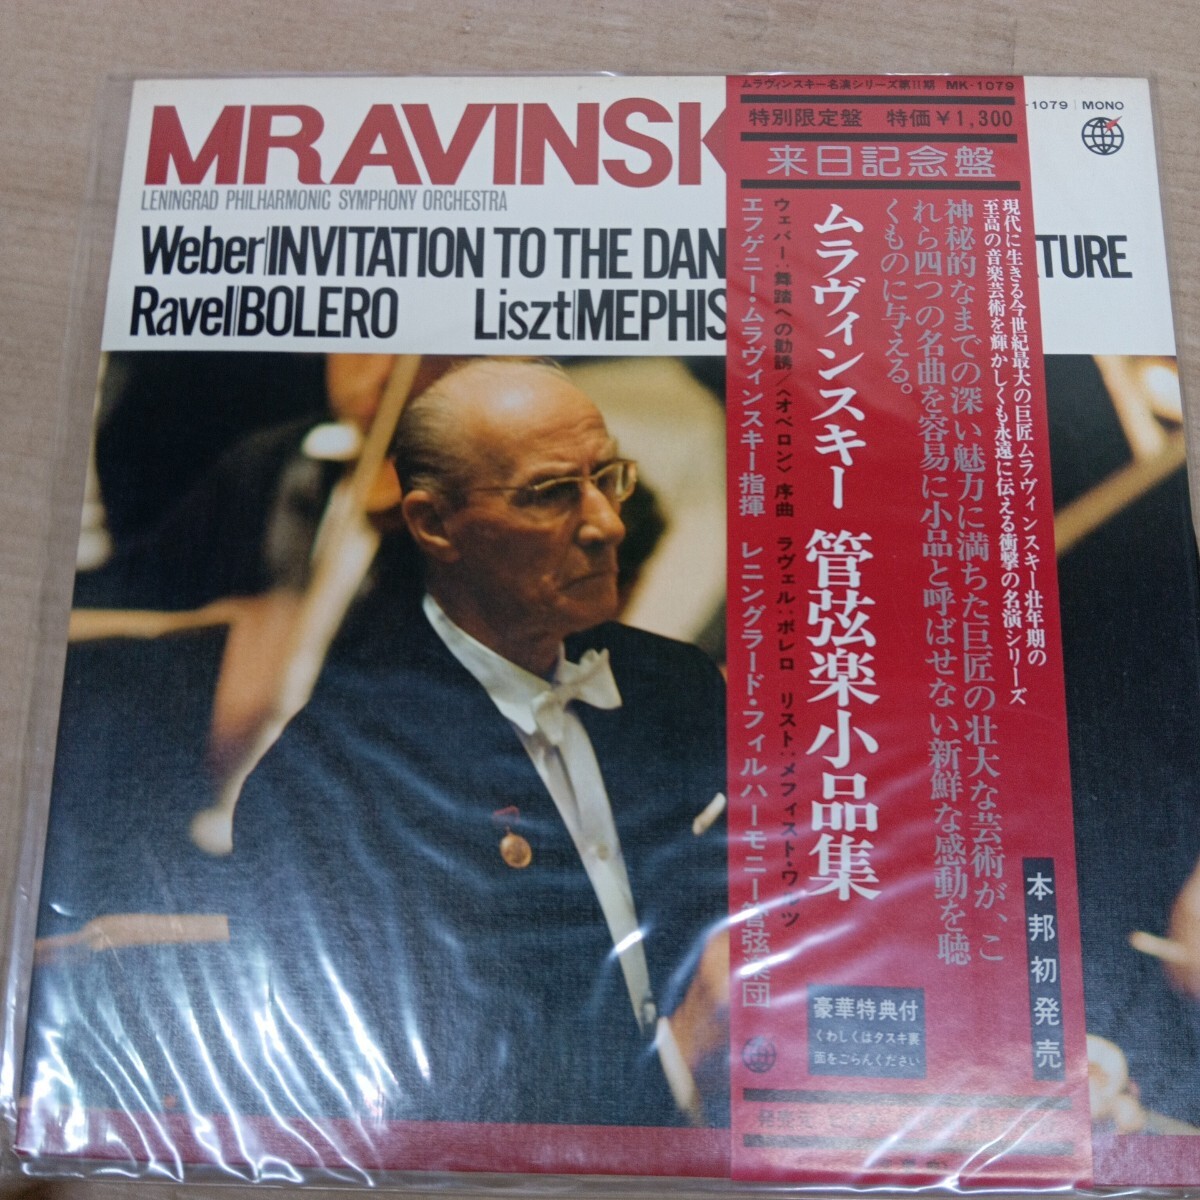 MRAVINSK
LENINGRAD PHILHARMONIC SYMPHONY ORCHESTRA
Weber INVITATION TO THE DAN
TURE
Ravel BOLERO Liszt MEPHIS
-1079 MONO
ムラヴィンスキー名演シリーズ第11期 MK-1079
特別限定盤 特価¥1,300
来日記念盤
現代に生きる今世紀最大の巨匠ムラヴィンスキー壮年期の
至高の音楽芸術を輝かしくも永遠に伝える衝撃の名演シリーズ
神秘的なまでの深い魅力に満ちた巨匠の壮大な芸術が、こ
れら四つの名曲を容易に小品と呼ばせない新鮮な感動を聴
くものに与える。
ムラヴィンスキー 管弦楽小品集
ウェバー:舞踏への勧誘/〈オベロン〉序曲 ラヴェル:ボレロ リスト:メフィスト・ワルツ
エフゲニー・ムラヴィンスキー指揮 レニングラード・フィルハーモニー管弦楽団
本邦初発売
豪華特典付
くわしくはタスキ裏
面をごらんください
発売元